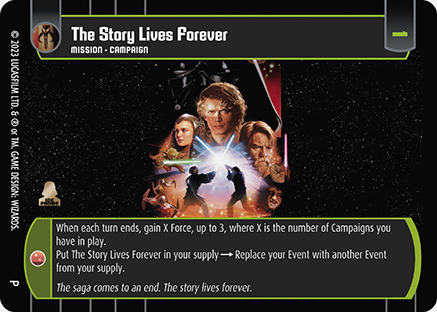 The Story Lives Forever
MISSION - CAMPAIGN
© 2023 LUCASFILM LTD. & ® or TM. GAME DESIGN: WIZARDS.
P
When each turn ends, gain X Force, up to 3, where X is the number of Campaigns you
have in play.
Put The Story Lives Forever in your supply → Replace your Event with another Event
from your supply.
The saga comes to an end. The story lives forever.